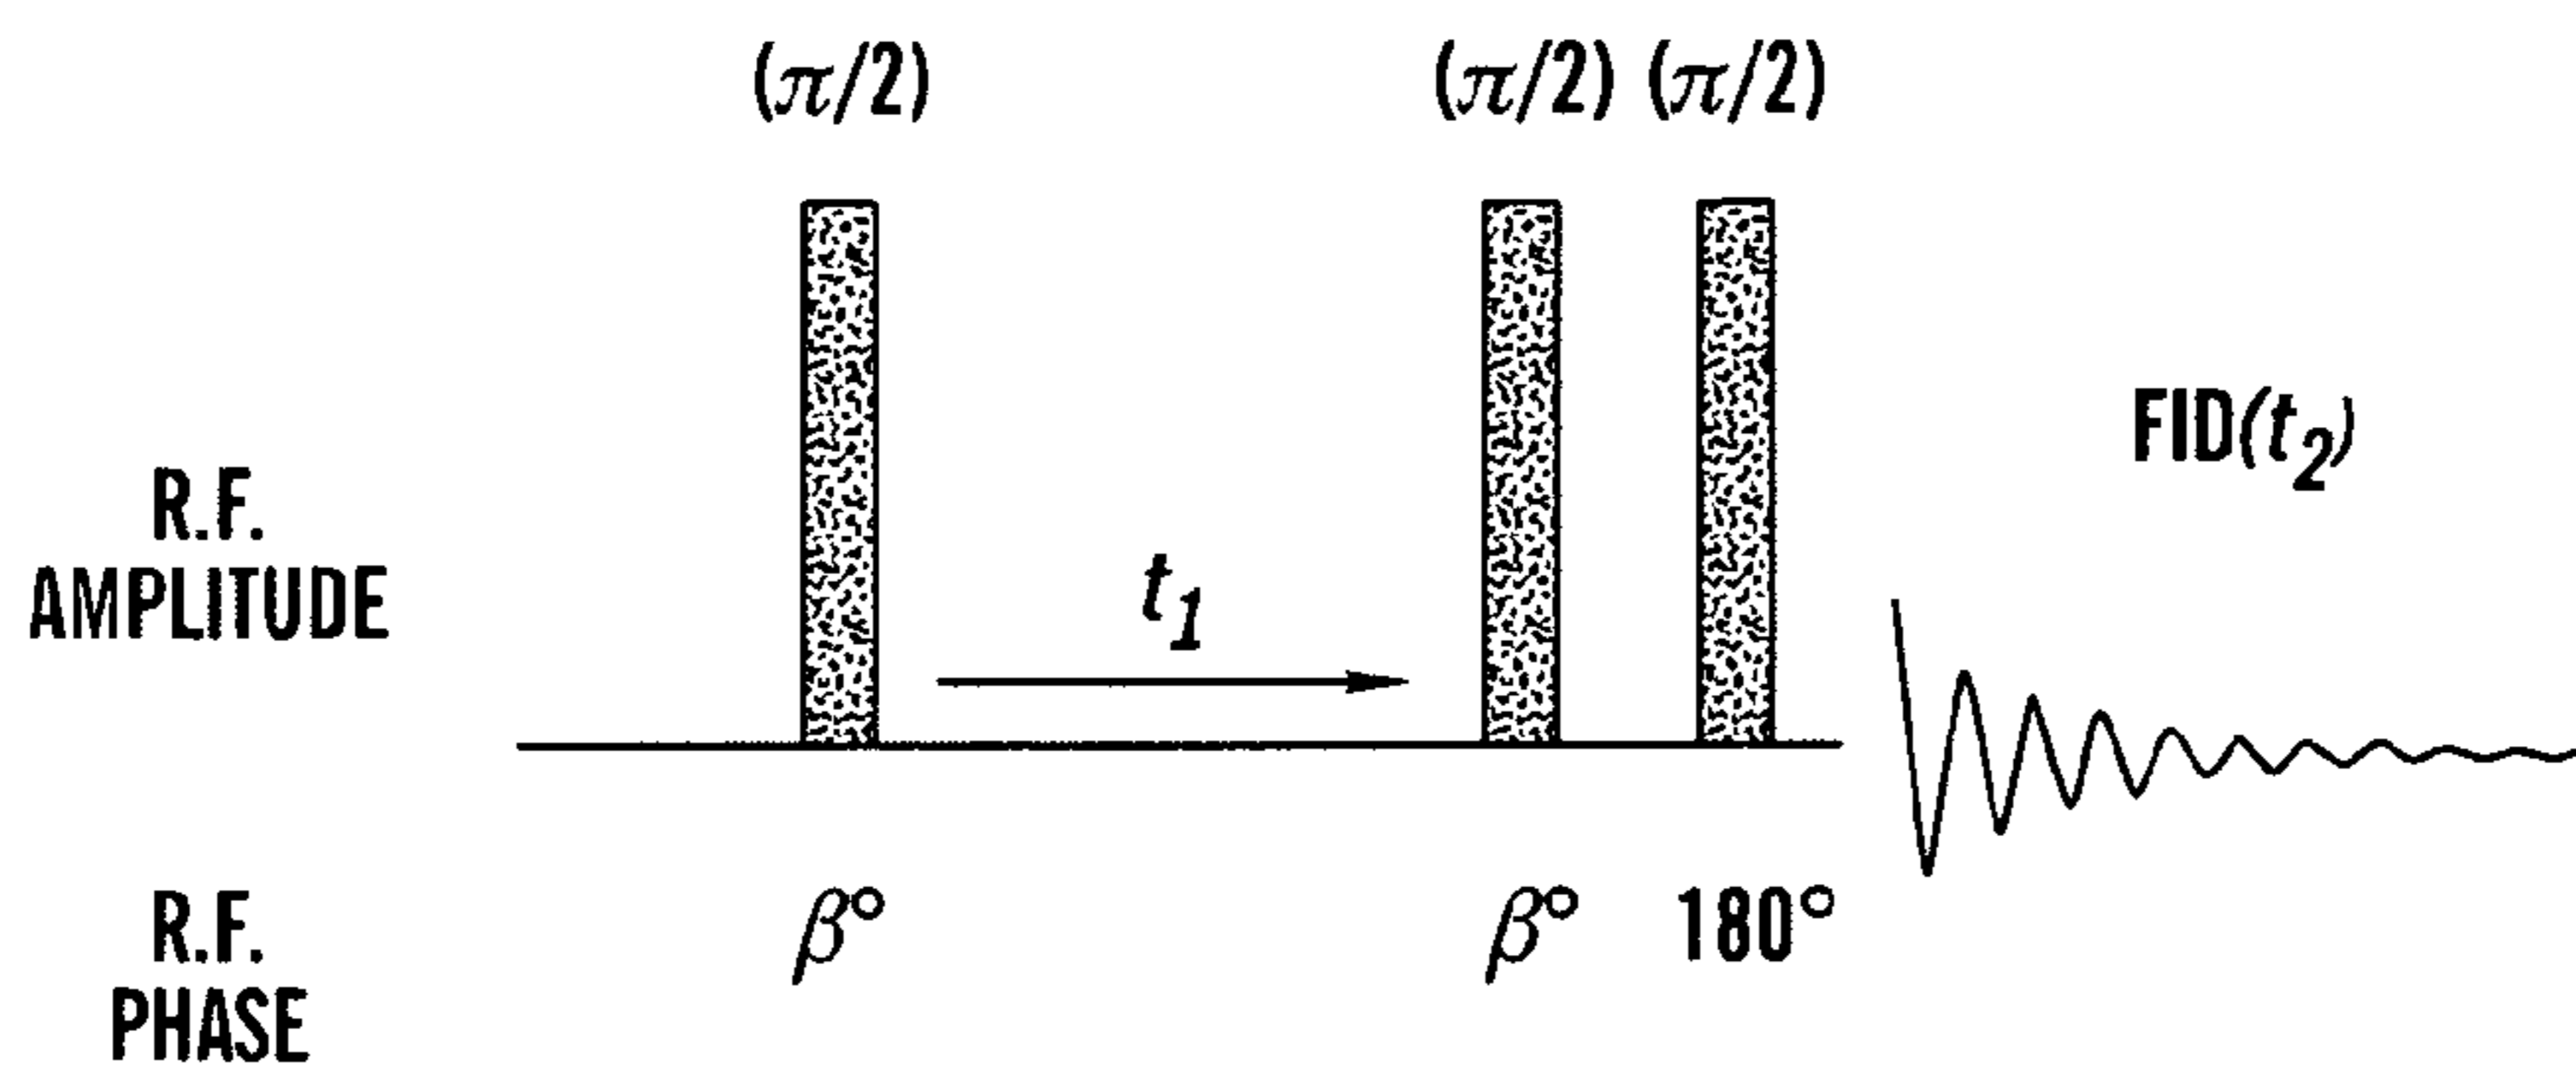 (π/2) (π/2) (π/2)
FID(t₂)
R.F.
AMPLITUDE
t₁
R.F.
PHASE
β° β° 180°